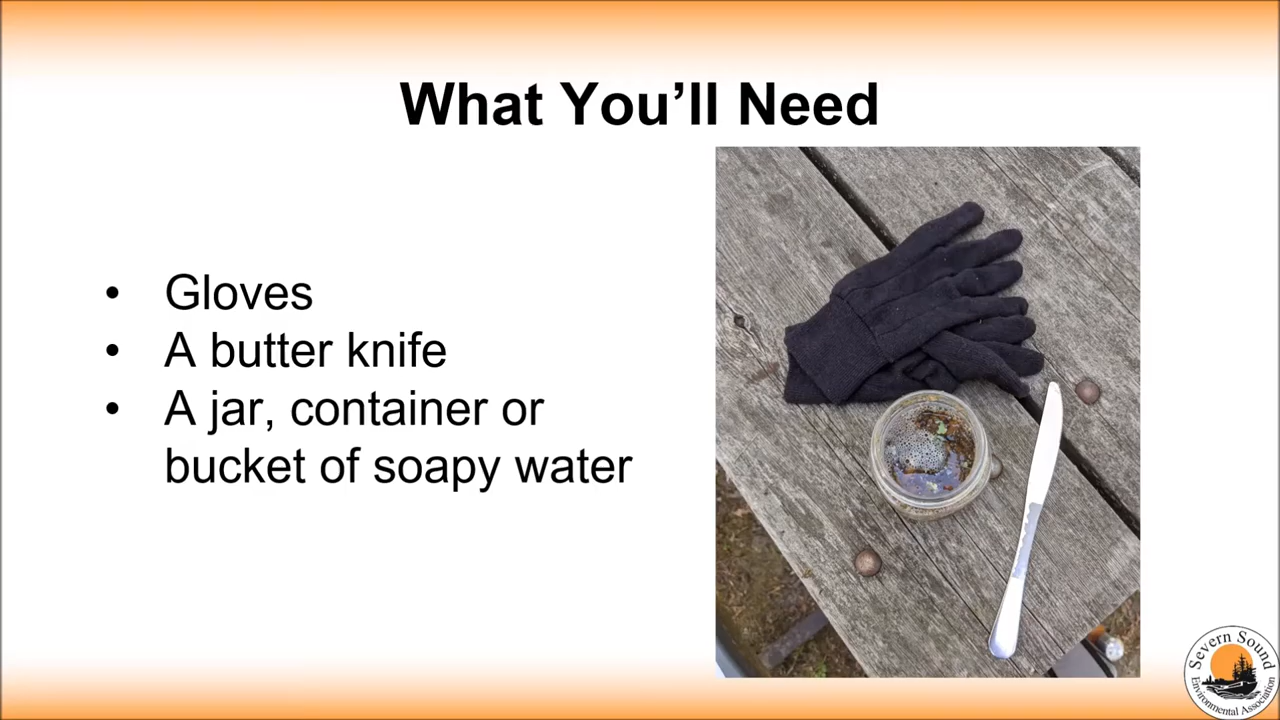 What You’ll Need
• Gloves
• A butter knife
• A jar, container or
bucket of soapy water
Severn Sound
Environmental Association